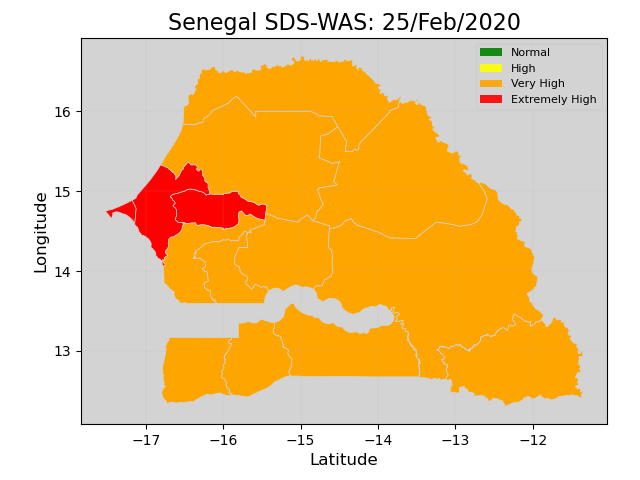 Senegal SDS-WAS: 25/Feb/2020
Normal
High
Very High
Extremely High
Longitude
16
15
14
13
−17 −16 −15 −14 −13 −12
Latitude